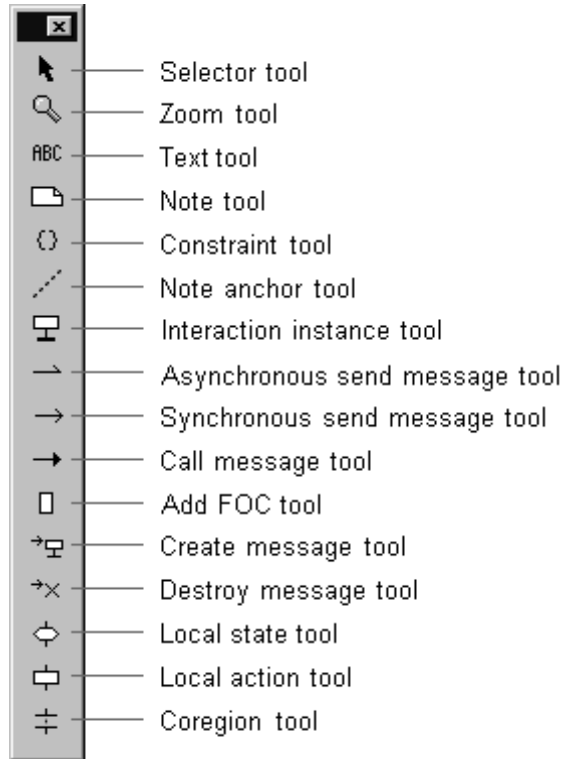 Selector tool
Zoom tool
ABC Text tool
Note tool
Constraint tool
Note anchor tool
Interaction instance tool
Asynchronous send message tool
Synchronous send message tool
Call message tool
Add FOC tool
Create message tool
Destroy message tool
Local state tool
Local action tool
Coregion tool